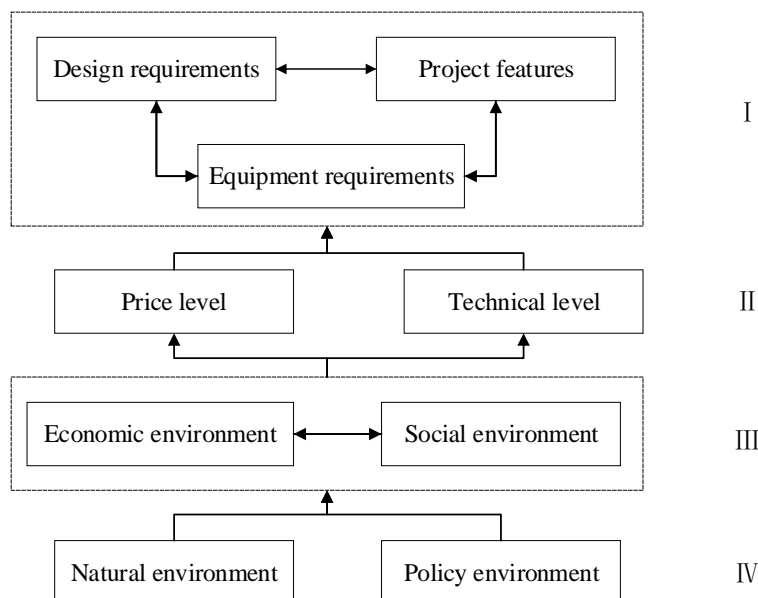 Design requirements
Project features
I
Equipment requirements
Price level
Technical level
II
Economic environment
Social environment
III
Natural environment
Policy environment
IV